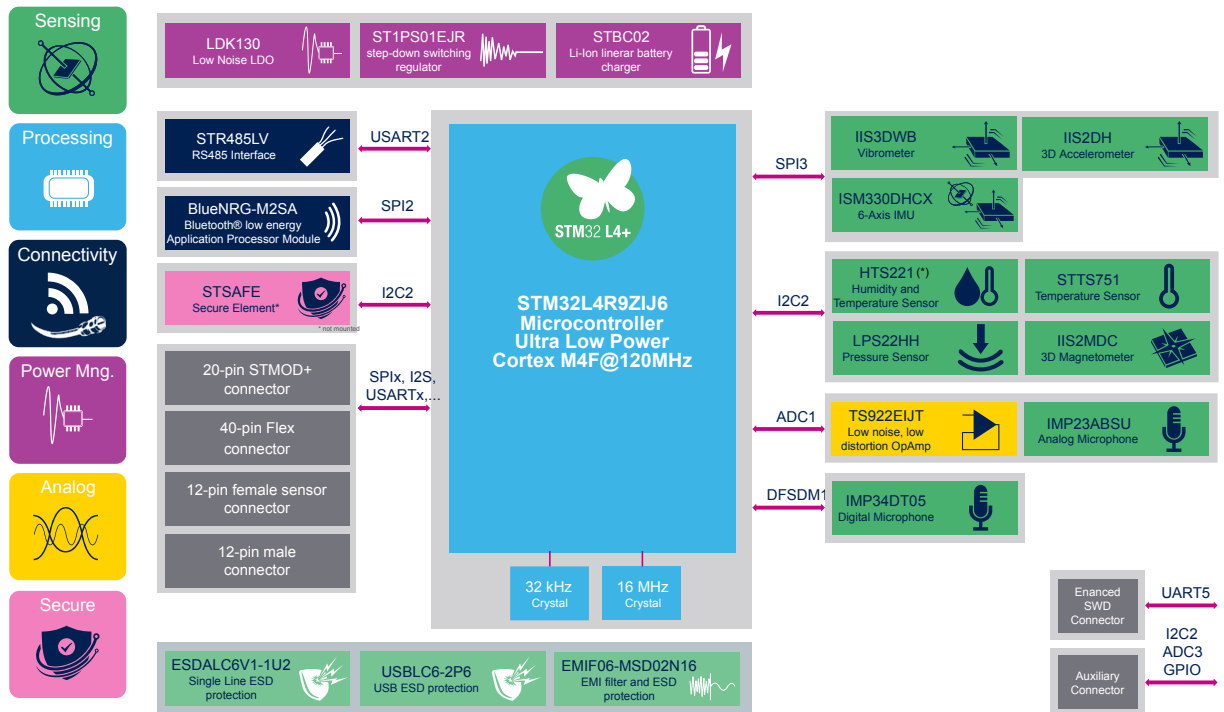 Sensing
Processing
Connectivity
Power Mng.
Analog
Secure
LDK130
Low Noise LDO
ST1PS01EJR
step-down switching
regulator
STBC02
Li-Ion linerar battery
charger
STR485LV
RS485 Interface
USART2
BlueNRG-M2SA
Bluetooth® low energy
Application Processor Module
SPI2
STSAFE
Secure Element*
* not mounted
I2C2
20-pin STMOD+
connector
40-pin Flex
connector
12-pin female sensor
connector
12-pin male
connector
SPIx, I2S,
USARTx,...
STM32 L4+
STM32L4R9ZIJ6
Microcontroller
Ultra Low Power
Cortex M4F@120MHz
32 kHz
Crystal
16 MHz
Crystal
SPI3
IIS3DWB
Vibrometer
IIS2DH
3D Accelerometer
ISM330DHCX
6-Axis IMU
I2C2
HTS221 (*)
Humidity and
Temperature Sensor
STTS751
Temperature Sensor
LPS22HH
Pressure Sensor
IIS2MDC
3D Magnetometer
ADC1
TS922EIJT
Low noise, low
distortion OpAmp
IMP23ABSU
Analog Microphone
DFSDM1
IMP34DT05
Digital Microphone
Enanced
SWD
Connector
UART5
Auxiliary
Connector
I2C2
ADC3
GPIO
ESDALC6V1-1U2
Single Line ESD
protection
USBLC6-2P6
USB ESD protection
EMIF06-MSD02N16
EMI filter and ESD
protection